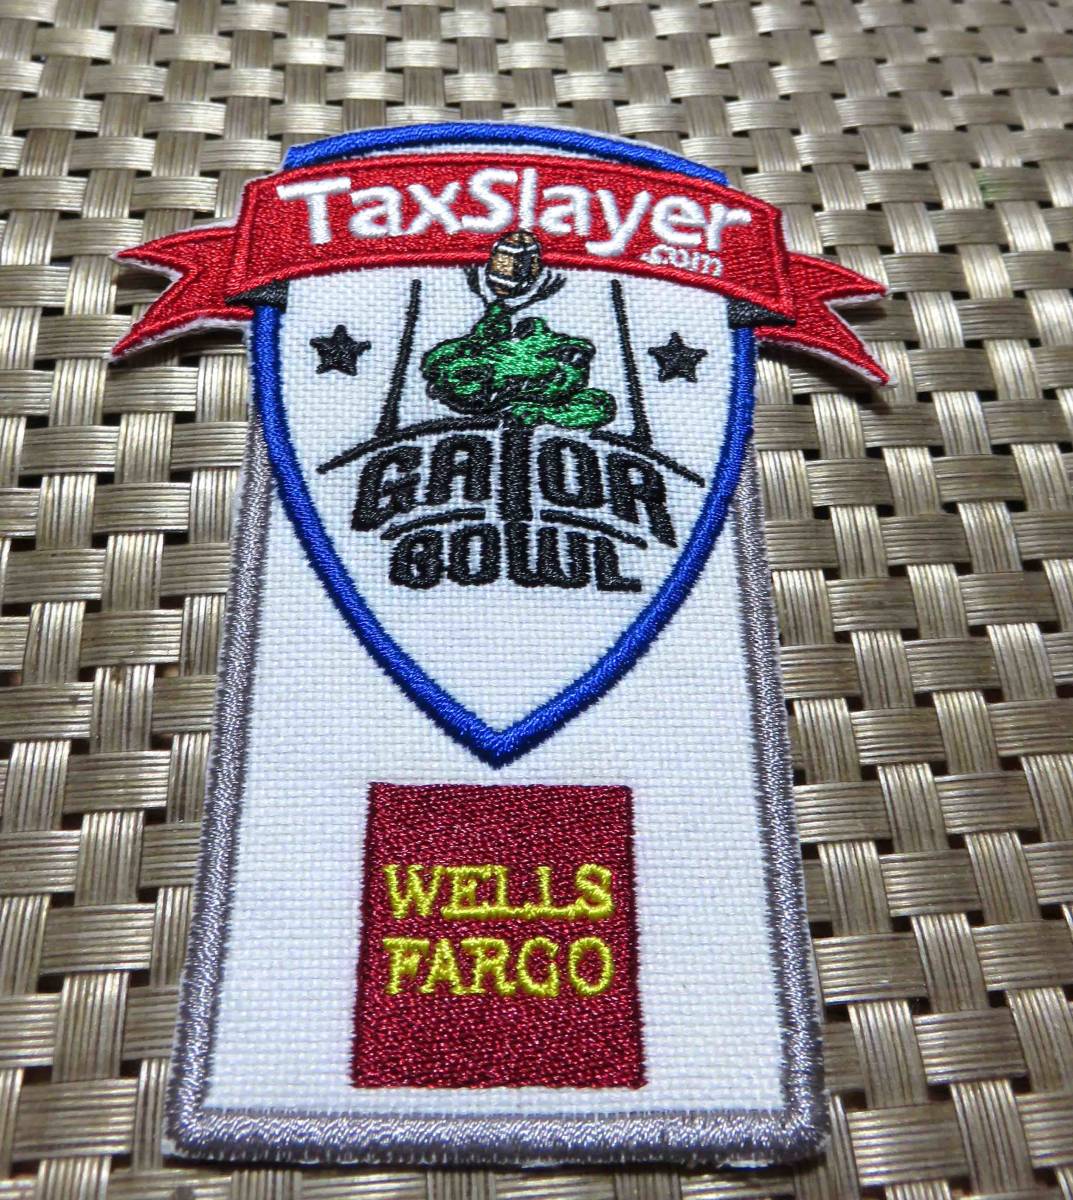 TaxSlayer
.com
GATOR
BOWL
WELLS
FARGO